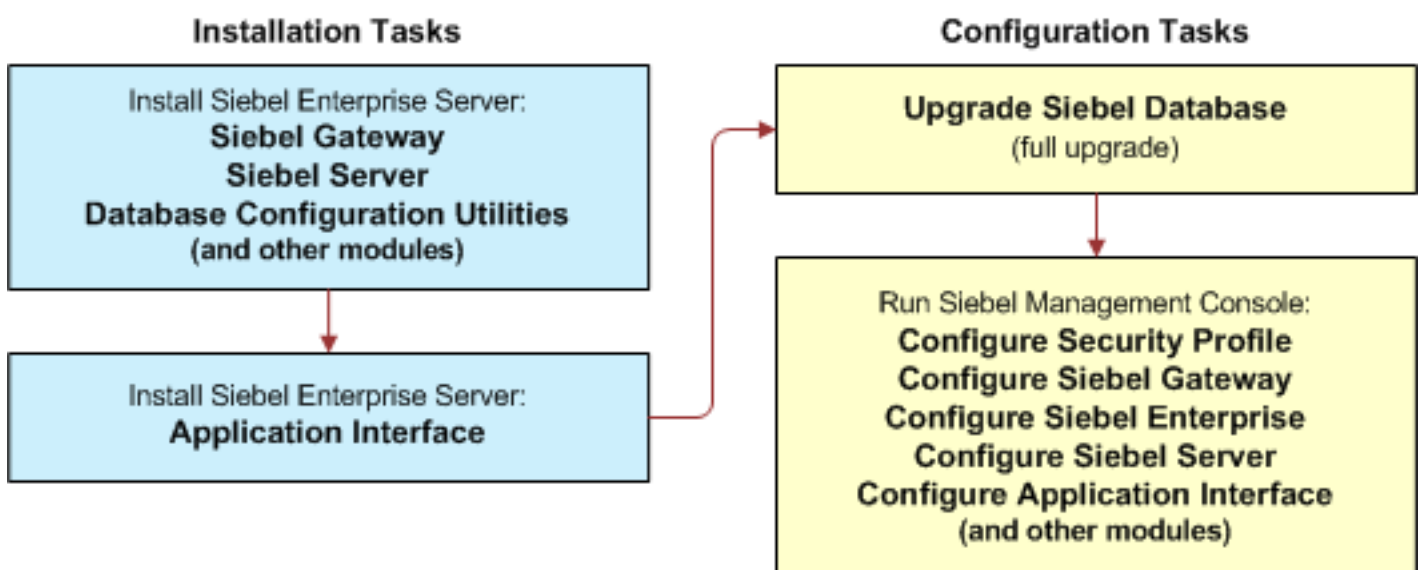 Installation Tasks
Install Siebel Enterprise Server:
Siebel Gateway
Siebel Server
Database Configuration Utilities
(and other modules)
Install Siebel Enterprise Server:
Application Interface
Configuration Tasks
Upgrade Siebel Database
(full upgrade)
Run Siebel Management Console:
Configure Security Profile
Configure Siebel Gateway
Configure Siebel Enterprise
Configure Siebel Server
Configure Application Interface
(and other modules)